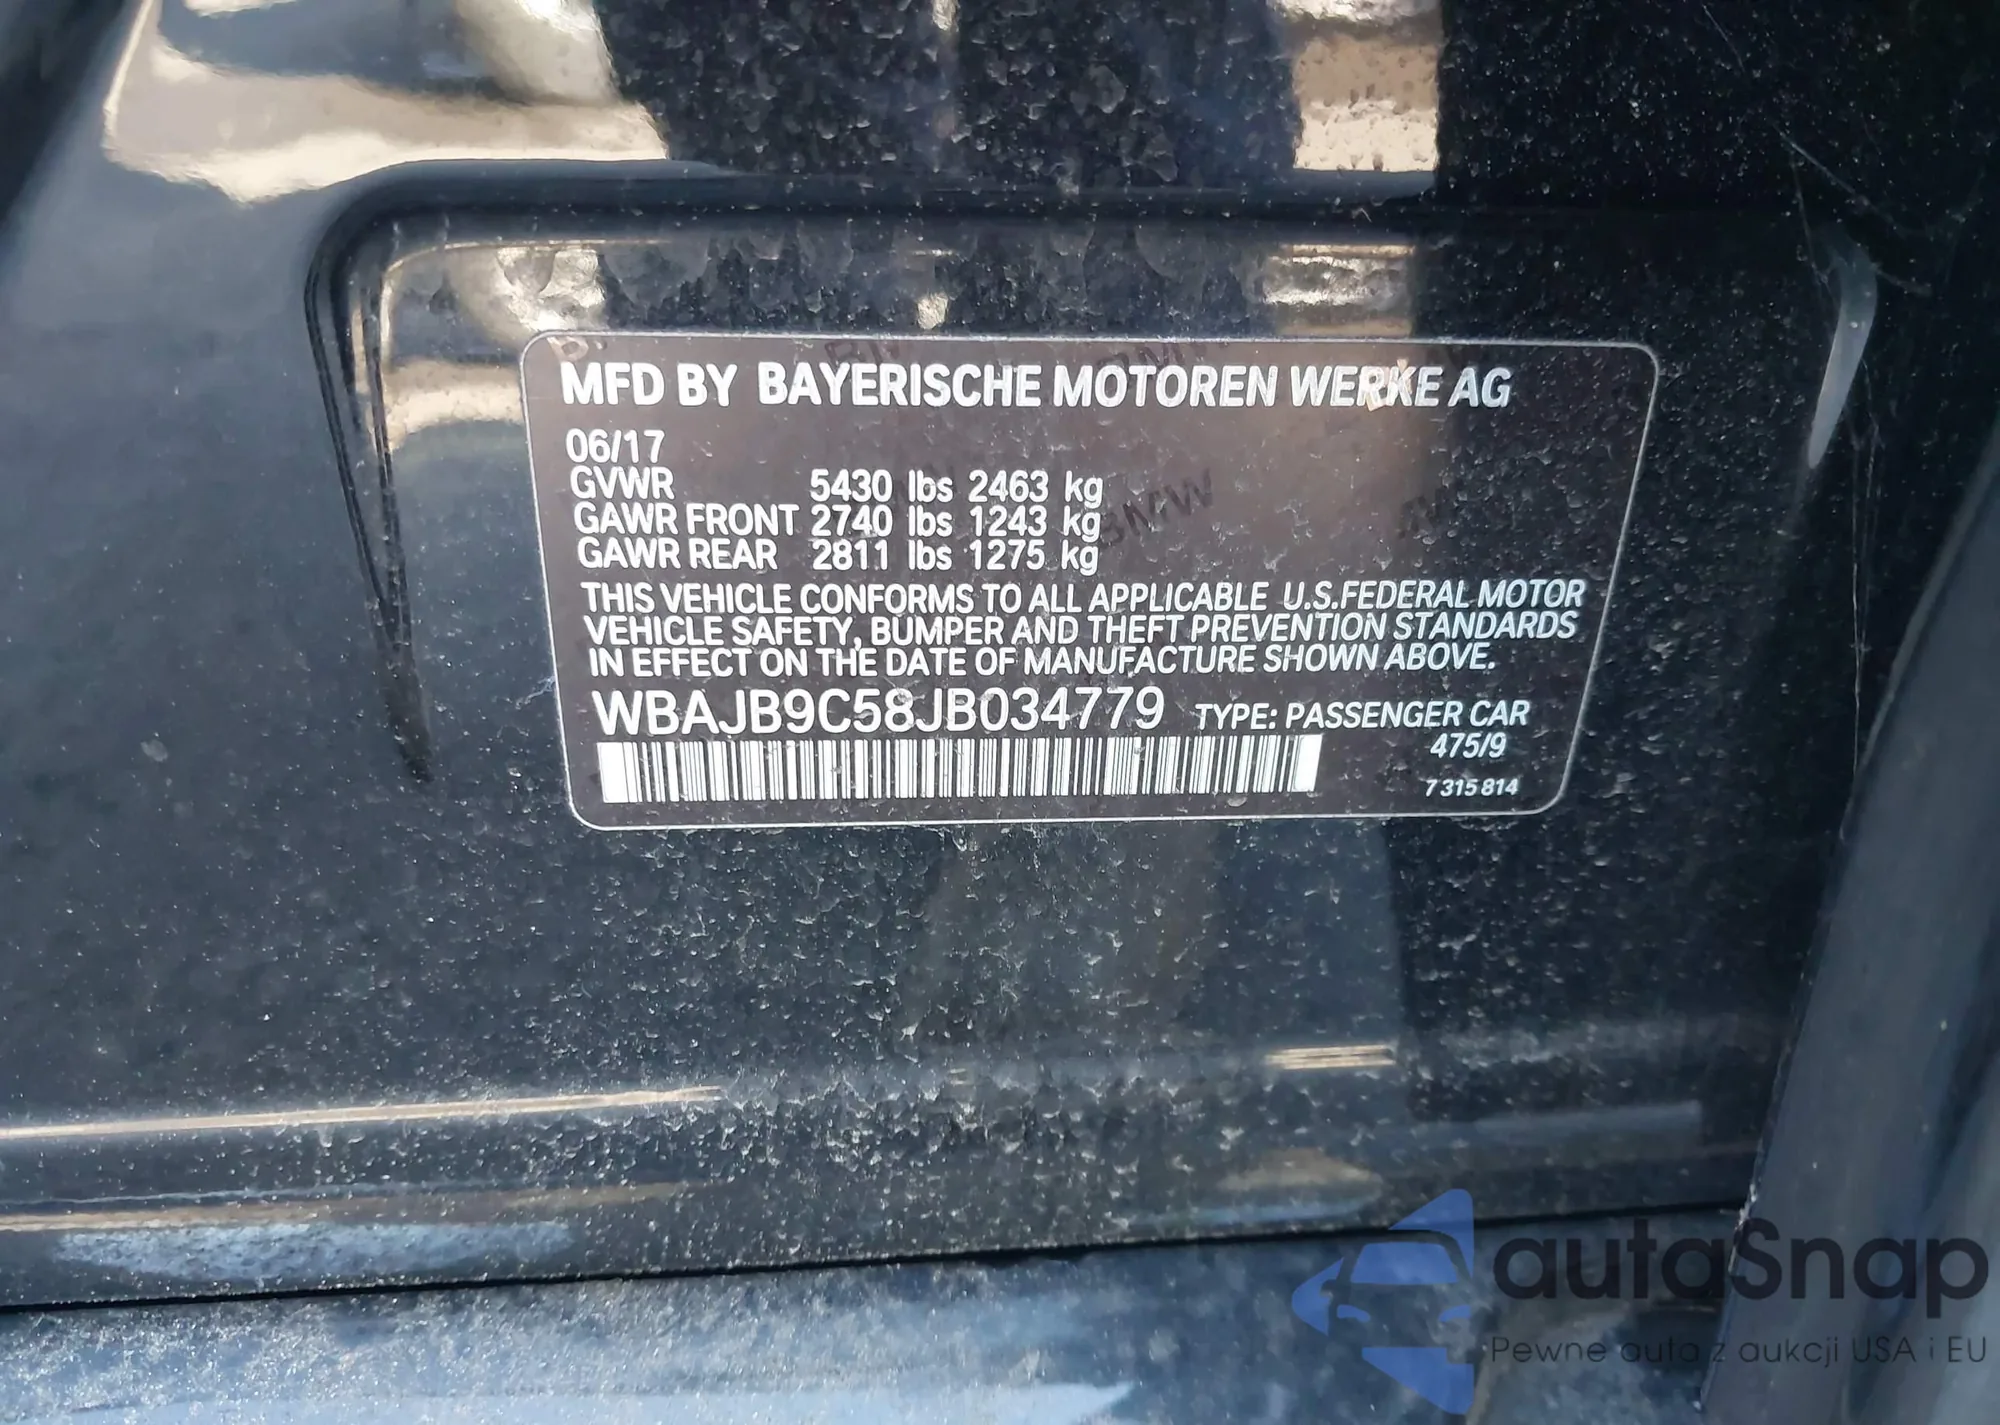 MFD BY BAYERISCHE MOTOREN WERKE AG
06/17
GVWR 5430 lbs 2463 kg
GAWR FRONT 2740 lbs 1243 kg
GAWR REAR 2811 lbs 1275 kg
THIS VEHICLE CONFORMS TO ALL APPLICABLE U.S.FEDERAL MOTOR
VEHICLE SAFETY, BUMPER AND THEFT PREVENTION STANDARDS
IN EFFECT ON THE DATE OF MANUFACTURE SHOWN ABOVE.
WBAJB9C58JB034779 TYPE: PASSENGER CAR
475/9
7 315 814
autaSnap
Pewne auta z aukcji USA i EU